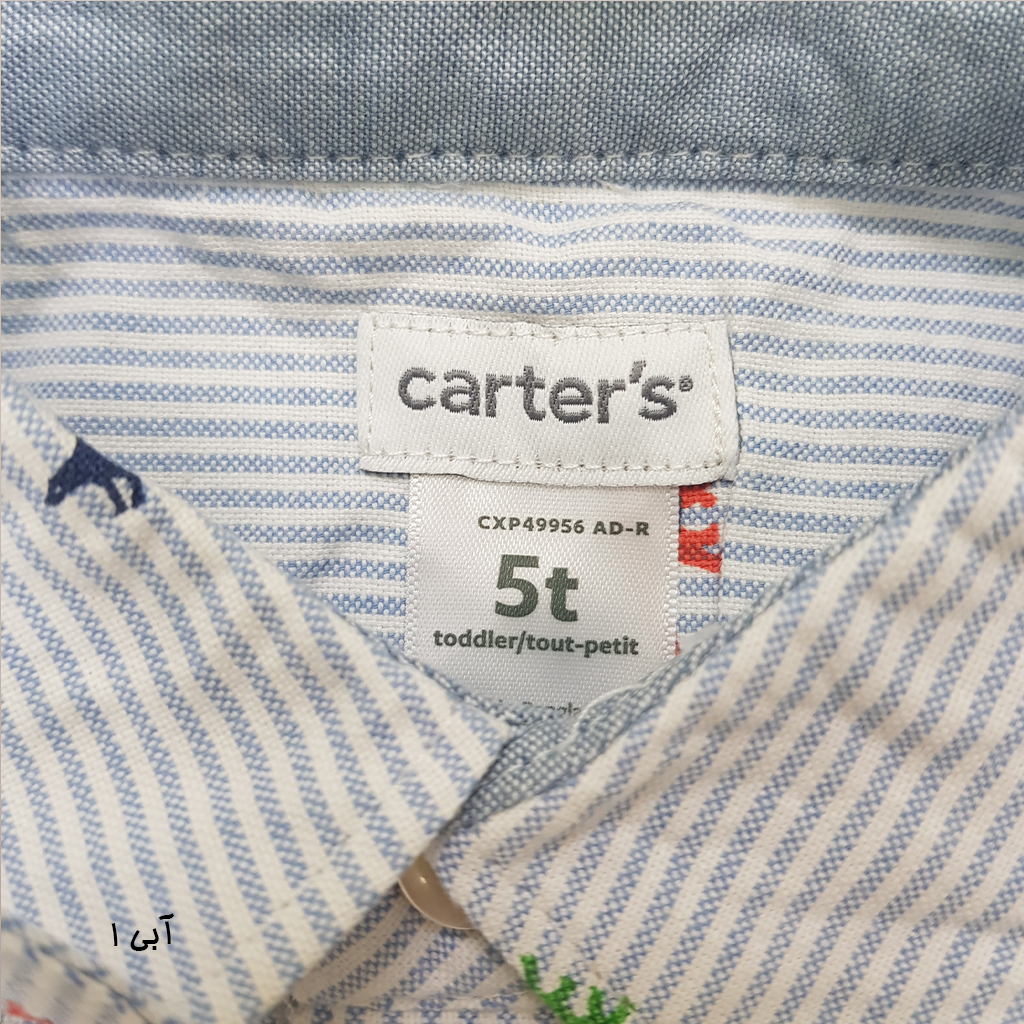 carter's®
CXP49956 AD-R
5t
toddler/tout-petit
آبی ۱